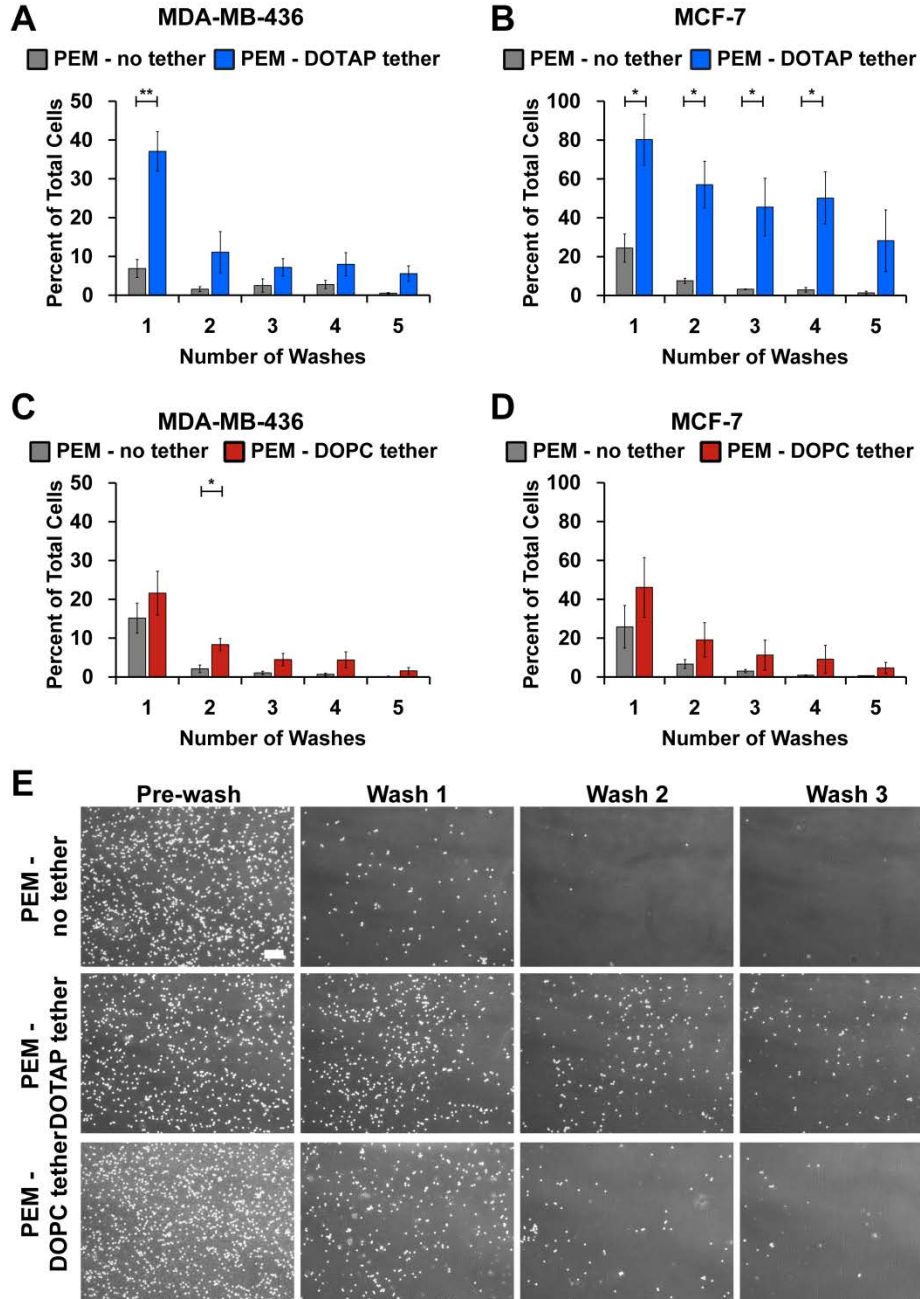 A MDA-MB-436
PEM - no tether PEM - DOTAP tether
**
50
40
30
20
10
0
Percent of Total Cells
1 2 3 4 5
Number of Washes
B MCF-7
PEM - no tether PEM - DOTAP tether
* * * *
100
80
60
40
20
0
Percent of Total Cells
1 2 3 4 5
Number of Washes
C MDA-MB-436
PEM - no tether PEM - DOPC tether
*
50
40
30
20
10
0
Percent of Total Cells
1 2 3 4 5
Number of Washes
D MCF-7
PEM - no tether PEM - DOPC tether
100
80
60
40
20
0
Percent of Total Cells
1 2 3 4 5
Number of Washes
E
Pre-wash Wash 1 Wash 2 Wash 3
PEM -
no tether
PEM -
DOTAP tether
PEM -
DOPC tether